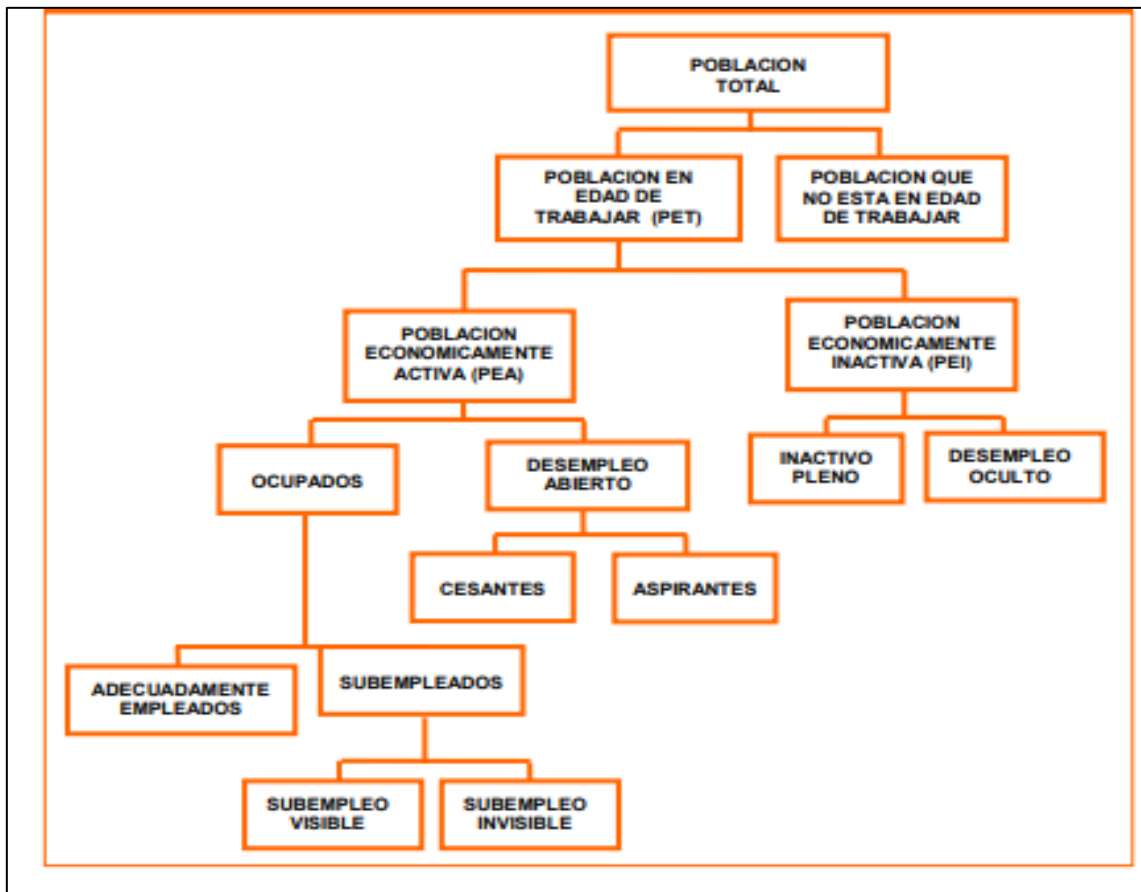 POBLACION
TOTAL
POBLACION EN
EDAD DE
TRABAJAR (PET)
POBLACION QUE
NO ESTA EN EDAD
DE TRABAJAR
POBLACION
ECONOMICAMENTE
ACTIVA (PEA)
POBLACION
ECONOMICAMENTE
INACTIVA (PEI)
OCUPADOS
DESEMPLEO
ABIERTO
INACTIVO
PLENO
DESEMPLEO
OCULTO
CESANTES
ASPIRANTES
ADECUADAMENTE
EMPLEADOS
SUBEMPLEADOS
SUBEMPLEO
VISIBLE
SUBEMPLEO
INVISIBLE